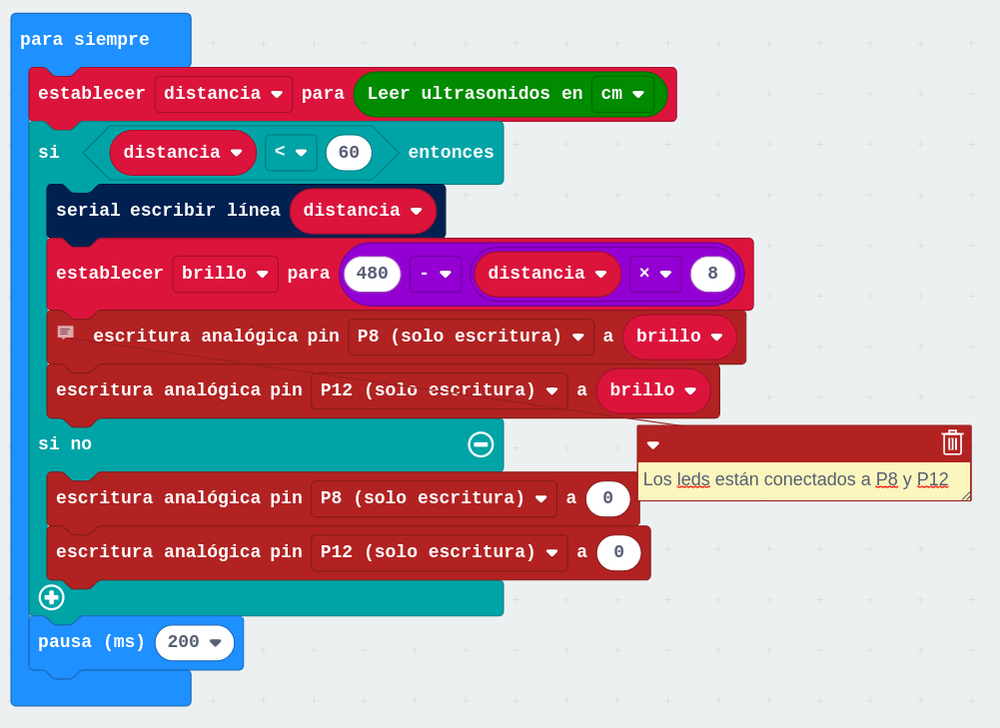 para siempre
establecer distancia para Leer ultrasonidos en cm
si distancia < 60 entonces
serial escribir línea distancia
establecer brillo para 480 - distancia × 8
escritura analógica pin P8 (solo escritura) a brillo
escritura analógica pin P12 (solo escritura) a brillo
si no
Los leds están conectados a P8 y P12
escritura analógica pin P8 (solo escritura) a 0
escritura analógica pin P12 (solo escritura) a 0
pausa (ms) 200